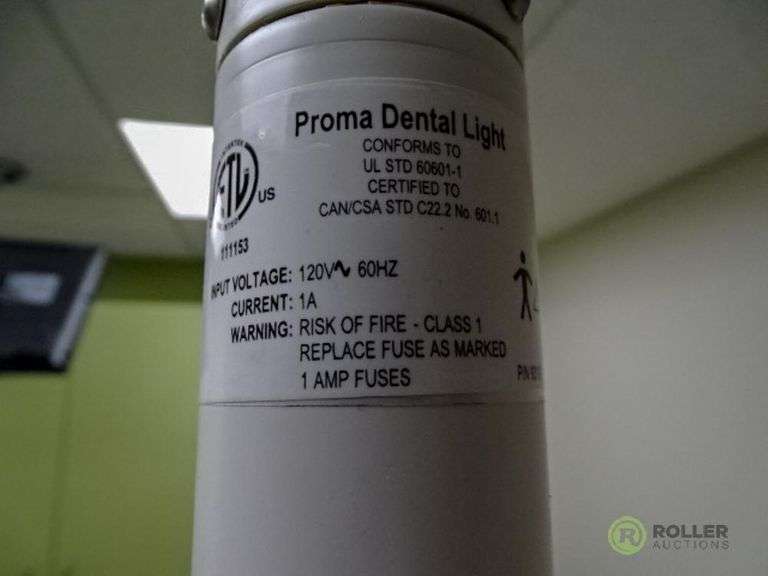 Proma Dental Light
CONFORMS TO
UL STD 60601-1
CERTIFIED TO
CAN/CSA STD C22.2 No. 601.1
ETL US
111153
INPUT VOLTAGE: 120V∿ 60HZ
CURRENT: 1A
WARNING: RISK OF FIRE - CLASS 1
REPLACE FUSE AS MARKED
1 AMP FUSES
P/N
R ROLLER
AUCTIONS